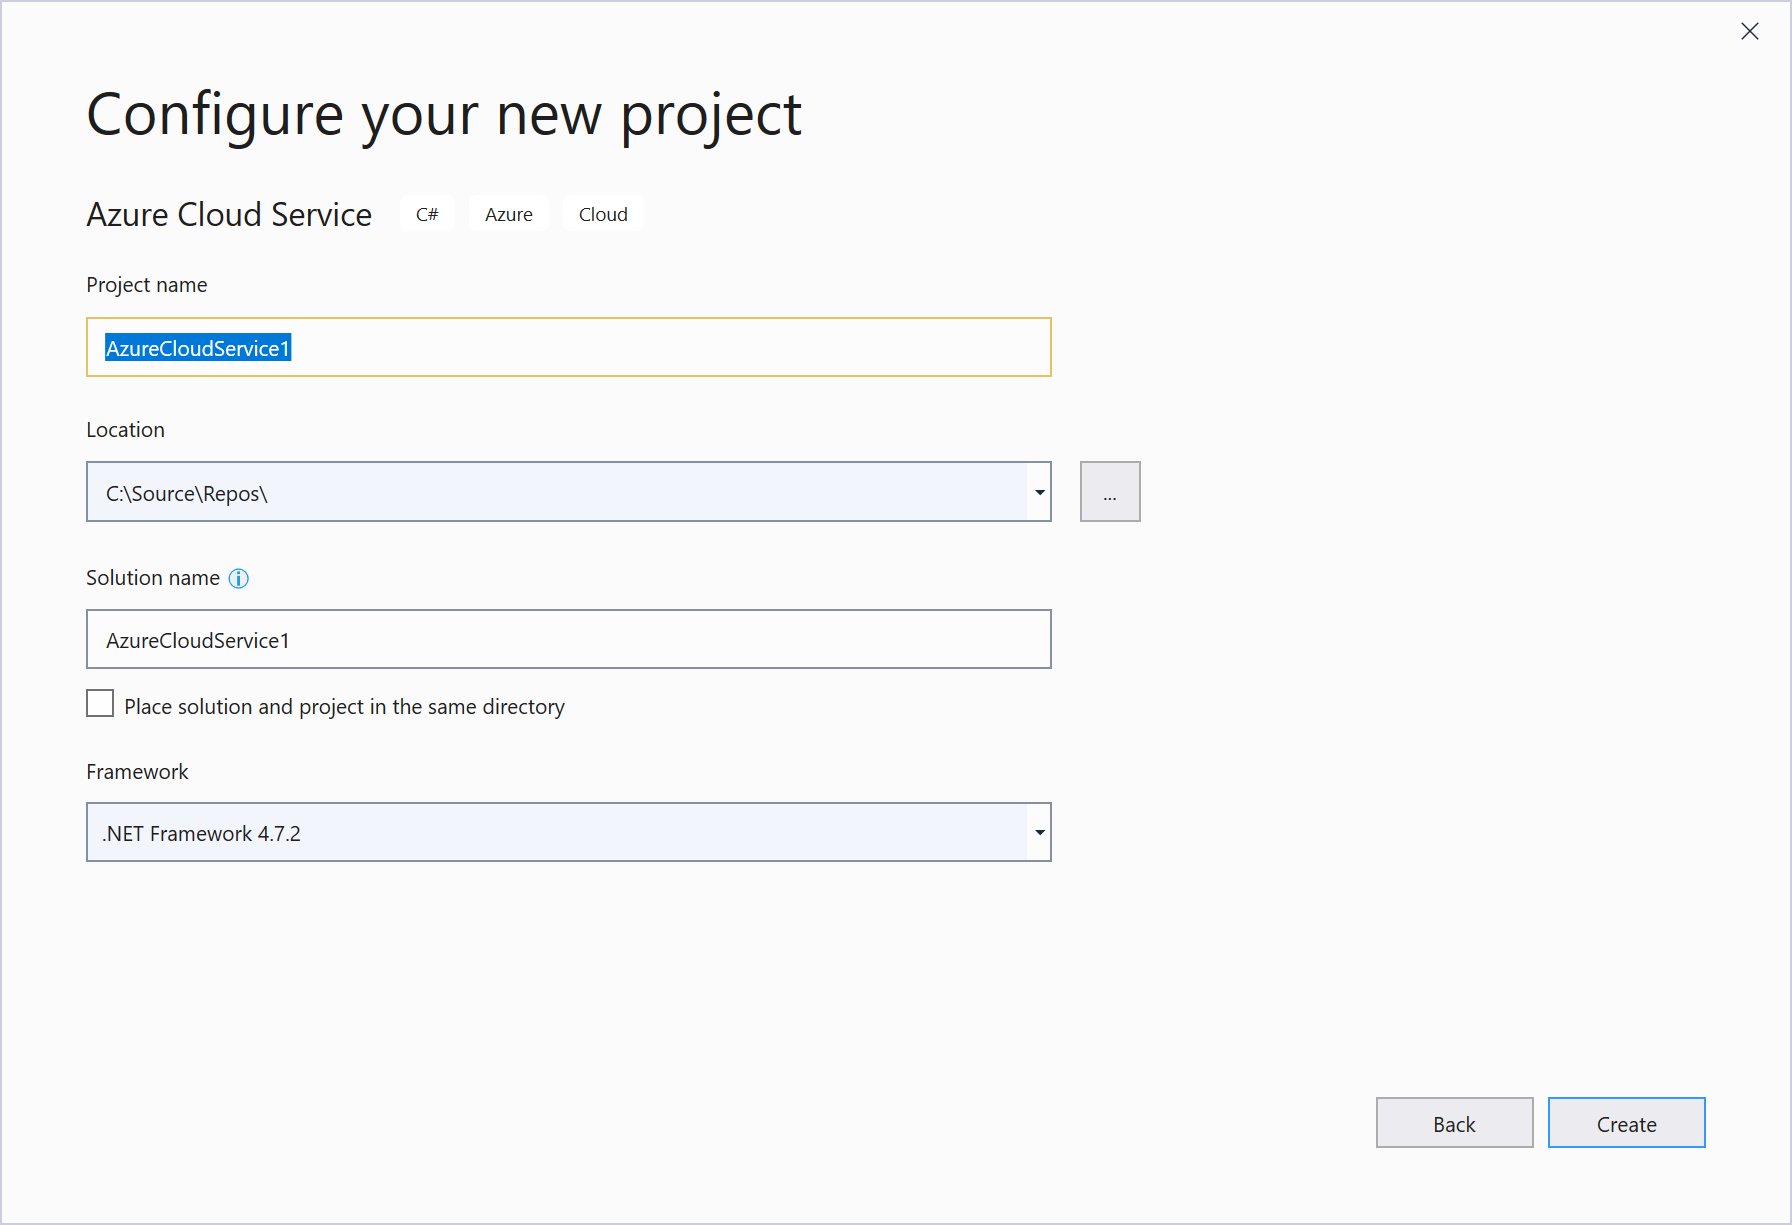 Configure your new project
Azure Cloud Service C# Azure Cloud
Project name
AzureCloudService1
Location
C:\Source\Repos\
...
Solution name
AzureCloudService1
Place solution and project in the same directory
Framework
.NET Framework 4.7.2
Back Create